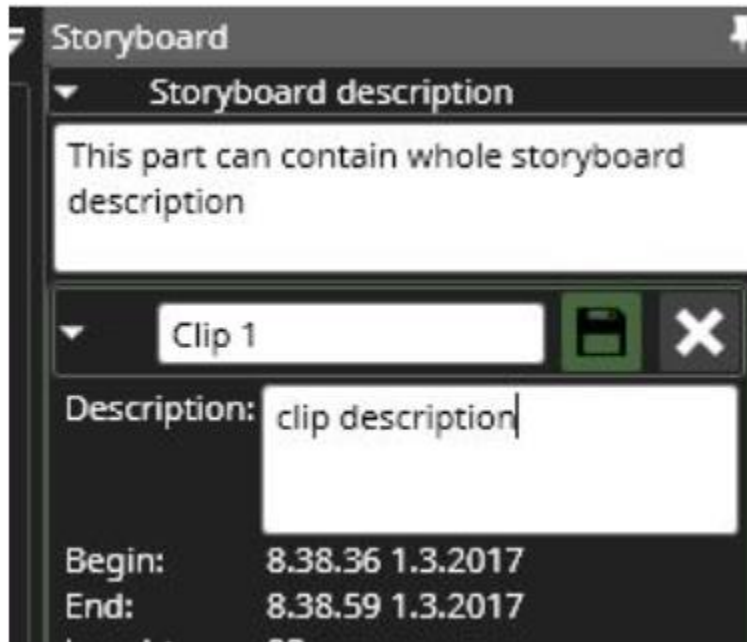 Storyboard
Storyboard description
This part can contain whole storyboard
description
Clip 1
Description: clip description
Begin: 8.38.36 1.3.2017
End: 8.38.59 1.3.2017